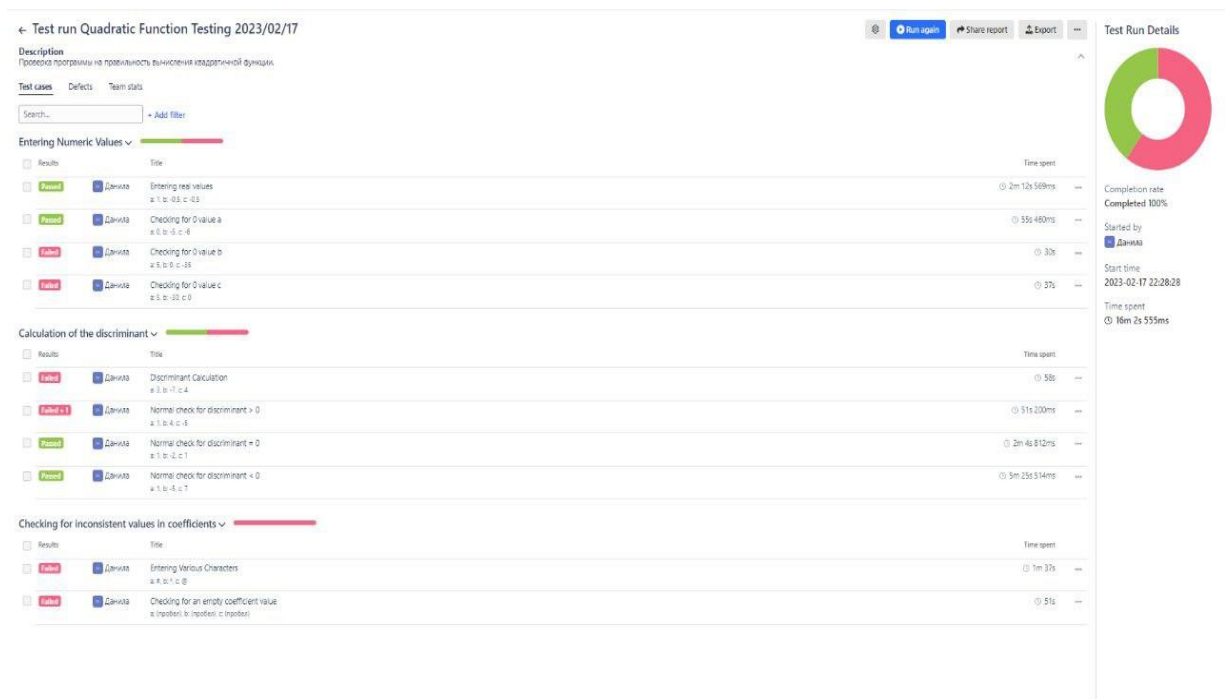 ← Test run Quadratic Function Testing 2023/02/17
Run again
Share report
Export
Description
Проверка программы на правильность вычисления квадратичной функции.
Test cases Defects Team stats
Search...
+ Add filter
Entering Numeric Values
Results Title Time spent
Passed Данила Entering real values 2m 12s 569ms
a: 1, b: -0.5, c: -0.5
Passed Данила Checking for 0 value a 55s 460ms
a: 0, b: -5, c: -6
Failed Данила Checking for 0 value b 30s
a: 5, b: 0, c: -35
Failed Данила Checking for 0 value c 37s
a: 5, b: -30, c: 0
Calculation of the discriminant
Results Title Time spent
Failed Данила Discriminant Calculation 58s
a: 3, b: -7, c: 4
Failed + 1 Данила Normal check for discriminant > 0 51s 200ms
a: 1, b: 4, c: -5
Passed Данила Normal check for discriminant = 0 2m 4s 812ms
a: 1, b: -2, c: 1
Passed Данила Normal check for discriminant < 0 5m 25s 514ms
a: 1, b: -5, c: 7
Checking for inconsistent values in coefficients
Results Title Time spent
Failed Данила Entering Various Characters 1m 37s
a: #, b: *, c: @
Failed Данила Checking for an empty coefficient value 51s
a: (пробел), b: (пробел), c: (пробел)
Test Run Details
Completion rate
Completed 100%
Started by
Данила
Start time
2023-02-17 22:28:28
Time spent
16m 2s 555ms